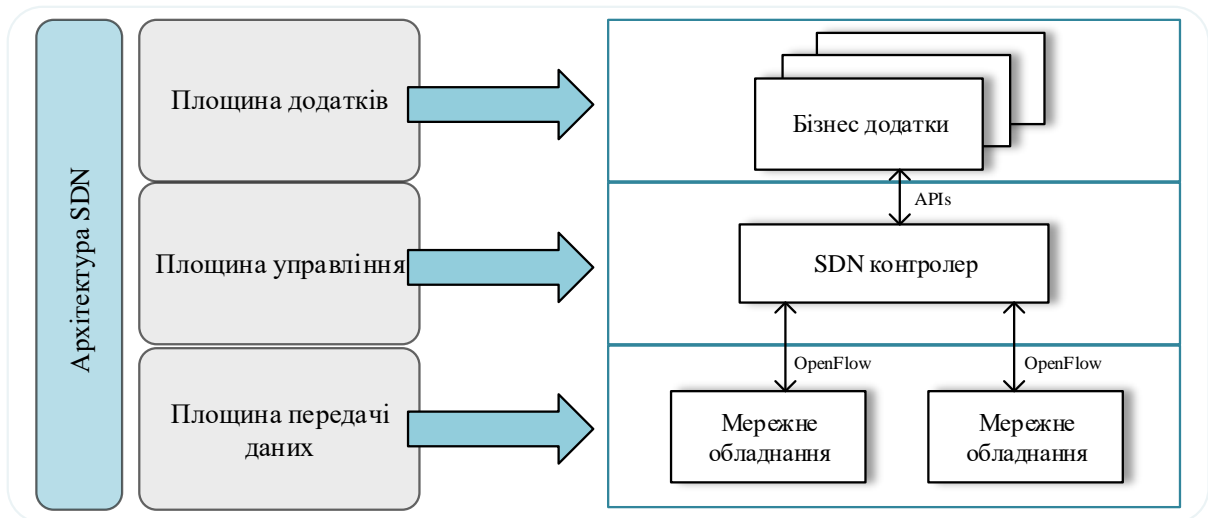 Архітектура SDN
Площина додатків
Бізнес додатки
APIs
Площина управління
SDN контролер
OpenFlow
OpenFlow
Площина передачі
даних
Мережне
обладнання
Мережне
обладнання